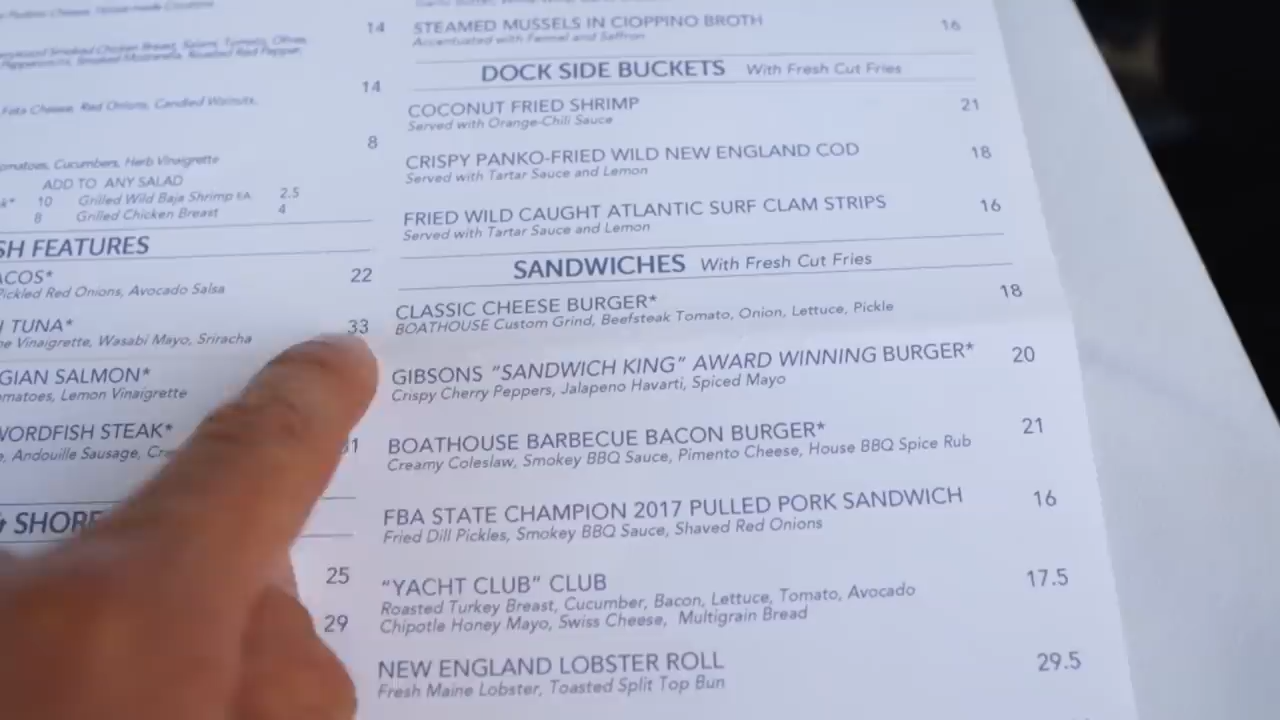 14
Peppers, Smoked Mozzarella, Roasted Red Pepper,
14
Feta Cheese, Red Onions, Candied Walnuts,
8
Cucumbers, Herb Vinaigrette
ADD TO ANY SALAD
10 Grilled Wild Baja Shrimp EA 2.5
8 Grilled Chicken Breast 4
FEATURES
22
Pickled Red Onions, Avocado Salsa
TUNA* 33
Vinaigrette, Wasabi Mayo, Sriracha
SALMON*
Lemon Vinaigrette
STEAK*
Andouille Sausage,
25
29
STEAMED MUSSELS IN CIOPPINO BROTH 16
Accentuated with Fennel and Saffron
DOCK SIDE BUCKETS With Fresh Cut Fries
COCONUT FRIED SHRIMP 21
Served with Orange-Chili Sauce
CRISPY PANKO-FRIED WILD NEW ENGLAND COD 18
Served with Tartar Sauce and Lemon
FRIED WILD CAUGHT ATLANTIC SURF CLAM STRIPS 16
Served with Tartar Sauce and Lemon
SANDWICHES With Fresh Cut Fries
CLASSIC CHEESE BURGER* 18
BOATHOUSE Custom Grind, Beefsteak Tomato, Onion, Lettuce, Pickle
GIBSONS “SANDWICH KING” AWARD WINNING BURGER* 20
Crispy Cherry Peppers, Jalapeno Havarti, Spiced Mayo
BOATHOUSE BARBECUE BACON BURGER* 21
Creamy Coleslaw, Smokey BBQ Sauce, Pimento Cheese, House BBQ Spice Rub
FBA STATE CHAMPION 2017 PULLED PORK SANDWICH 16
Fried Dill Pickles, Smokey BBQ Sauce, Shaved Red Onions
“YACHT CLUB” CLUB 17.5
Roasted Turkey Breast, Cucumber, Bacon, Lettuce, Tomato, Avocado
Chipotle Honey Mayo, Swiss Cheese, Multigrain Bread
NEW ENGLAND LOBSTER ROLL 29.5
Fresh Maine Lobster, Toasted Split Top Bun